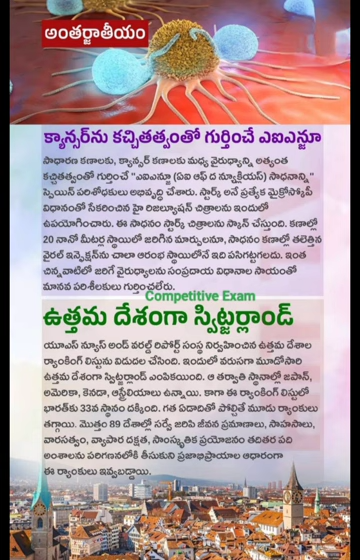 అంతర్జాతీయం
క్యాన్సర్‌ను కచ్చితత్వంతో గుర్తించే ఎఐఎన్యూ
సాధారణ కణాలకు, క్యాన్సర్ కణాలకు మధ్య వైరుధ్యాన్ని అత్యంత
కచ్చితత్వంతో గుర్తించే "ఎఐఎన్యూ (ఏఐ ఆఫ్ ద న్యూక్లియస్) సాధనాన్ని"
స్పెయిన్ పరిశోధకులు అభివృద్ధి చేశారు. స్టార్మ్ అనే ప్రత్యేక మైక్రోస్కోపీ
విధానంతో సేకరించిన హై రిజల్యూషన్ చిత్రాలను ఇందులో
ఉపయోగించారు. ఈ సాధనం స్టార్మ్ చిత్రాలను స్కాన్ చేస్తుంది. కణాల్లో
20 నానో మీటర్ల స్థాయిలో జరిగిన మార్పులనూ, సాధనం కణాల్లో తలెత్తిన
వైరల్ ఇన్ఫెక్షన్‌ను చాలా ఆరంభ స్థాయిలోనే ఇది పసిగట్టగలదు. ఇంత
చిన్నవాటిలో జరిగే వైరుధ్యాలను సంప్రదాయ విధానాల సాయంతో
మానవ పరిశీలకులు గుర్తించలేరు.
Competitive Exam
ఉత్తమ దేశంగా స్విట్జర్లాండ్
యూఎస్ న్యూస్ అండ్ వరల్డ్ రిపోర్ట్ సంస్థ నిర్వహించిన ఉత్తమ దేశాల
ర్యాంకింగ్ లిస్టును విడుదల చేసింది. ఇందులో వరుసగా మూడోసారి
ఉత్తమ దేశంగా స్విట్జర్లాండ్ ఎంపికయింది. ఆ తర్వాతి స్థానాల్లో జపాన్,
అమెరికా, కెనడా, ఆస్ట్రేలియాలు ఉన్నాయి. కాగా ఈ ర్యాంకింగ్ లిస్టులో
భారత్‌కు 33వ స్థానం దక్కింది. గత ఏడాదితో పోల్చితే మూడు ర్యాంకులు
తగ్గాయి. మొత్తం 89 దేశాల్లో సర్వే జరిపి జీవన ప్రమాణాలు, సాహసాలు,
వారసత్వం, వ్యాపార దక్షత, సాంస్కృతిక ప్రయోజనం తదితర పది
అంశాలను పరిగణనలోకి తీసుకుని ప్రజాభిప్రాయాల ఆధారంగా
ఈ ర్యాంకులు ఇవ్వబడ్డాయి.